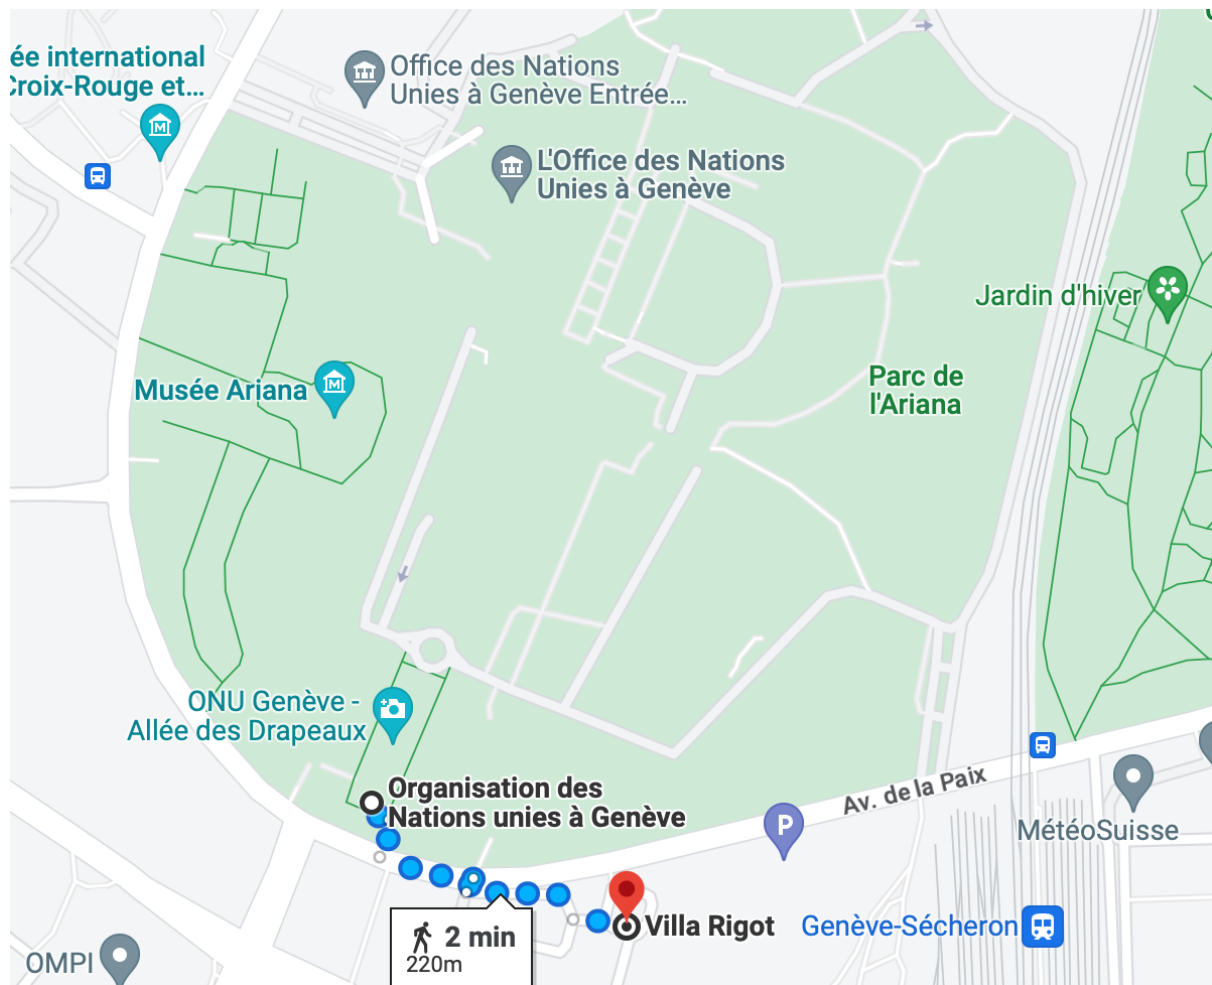 ée international
Croix-Rouge et...
Office des Nations
Unies à Genève Entrée...
L'Office des Nations
Unies à Genève
Jardin d'hiver
Parc de
l'Ariana
Musée Ariana
ONU Genève -
Allée des Drapeaux
Organisation des
Nations unies à Genève
Av. de la Paix
P
MétéoSuisse
Villa Rigot
Genève-Sécheron
2 min
220m
OMPI